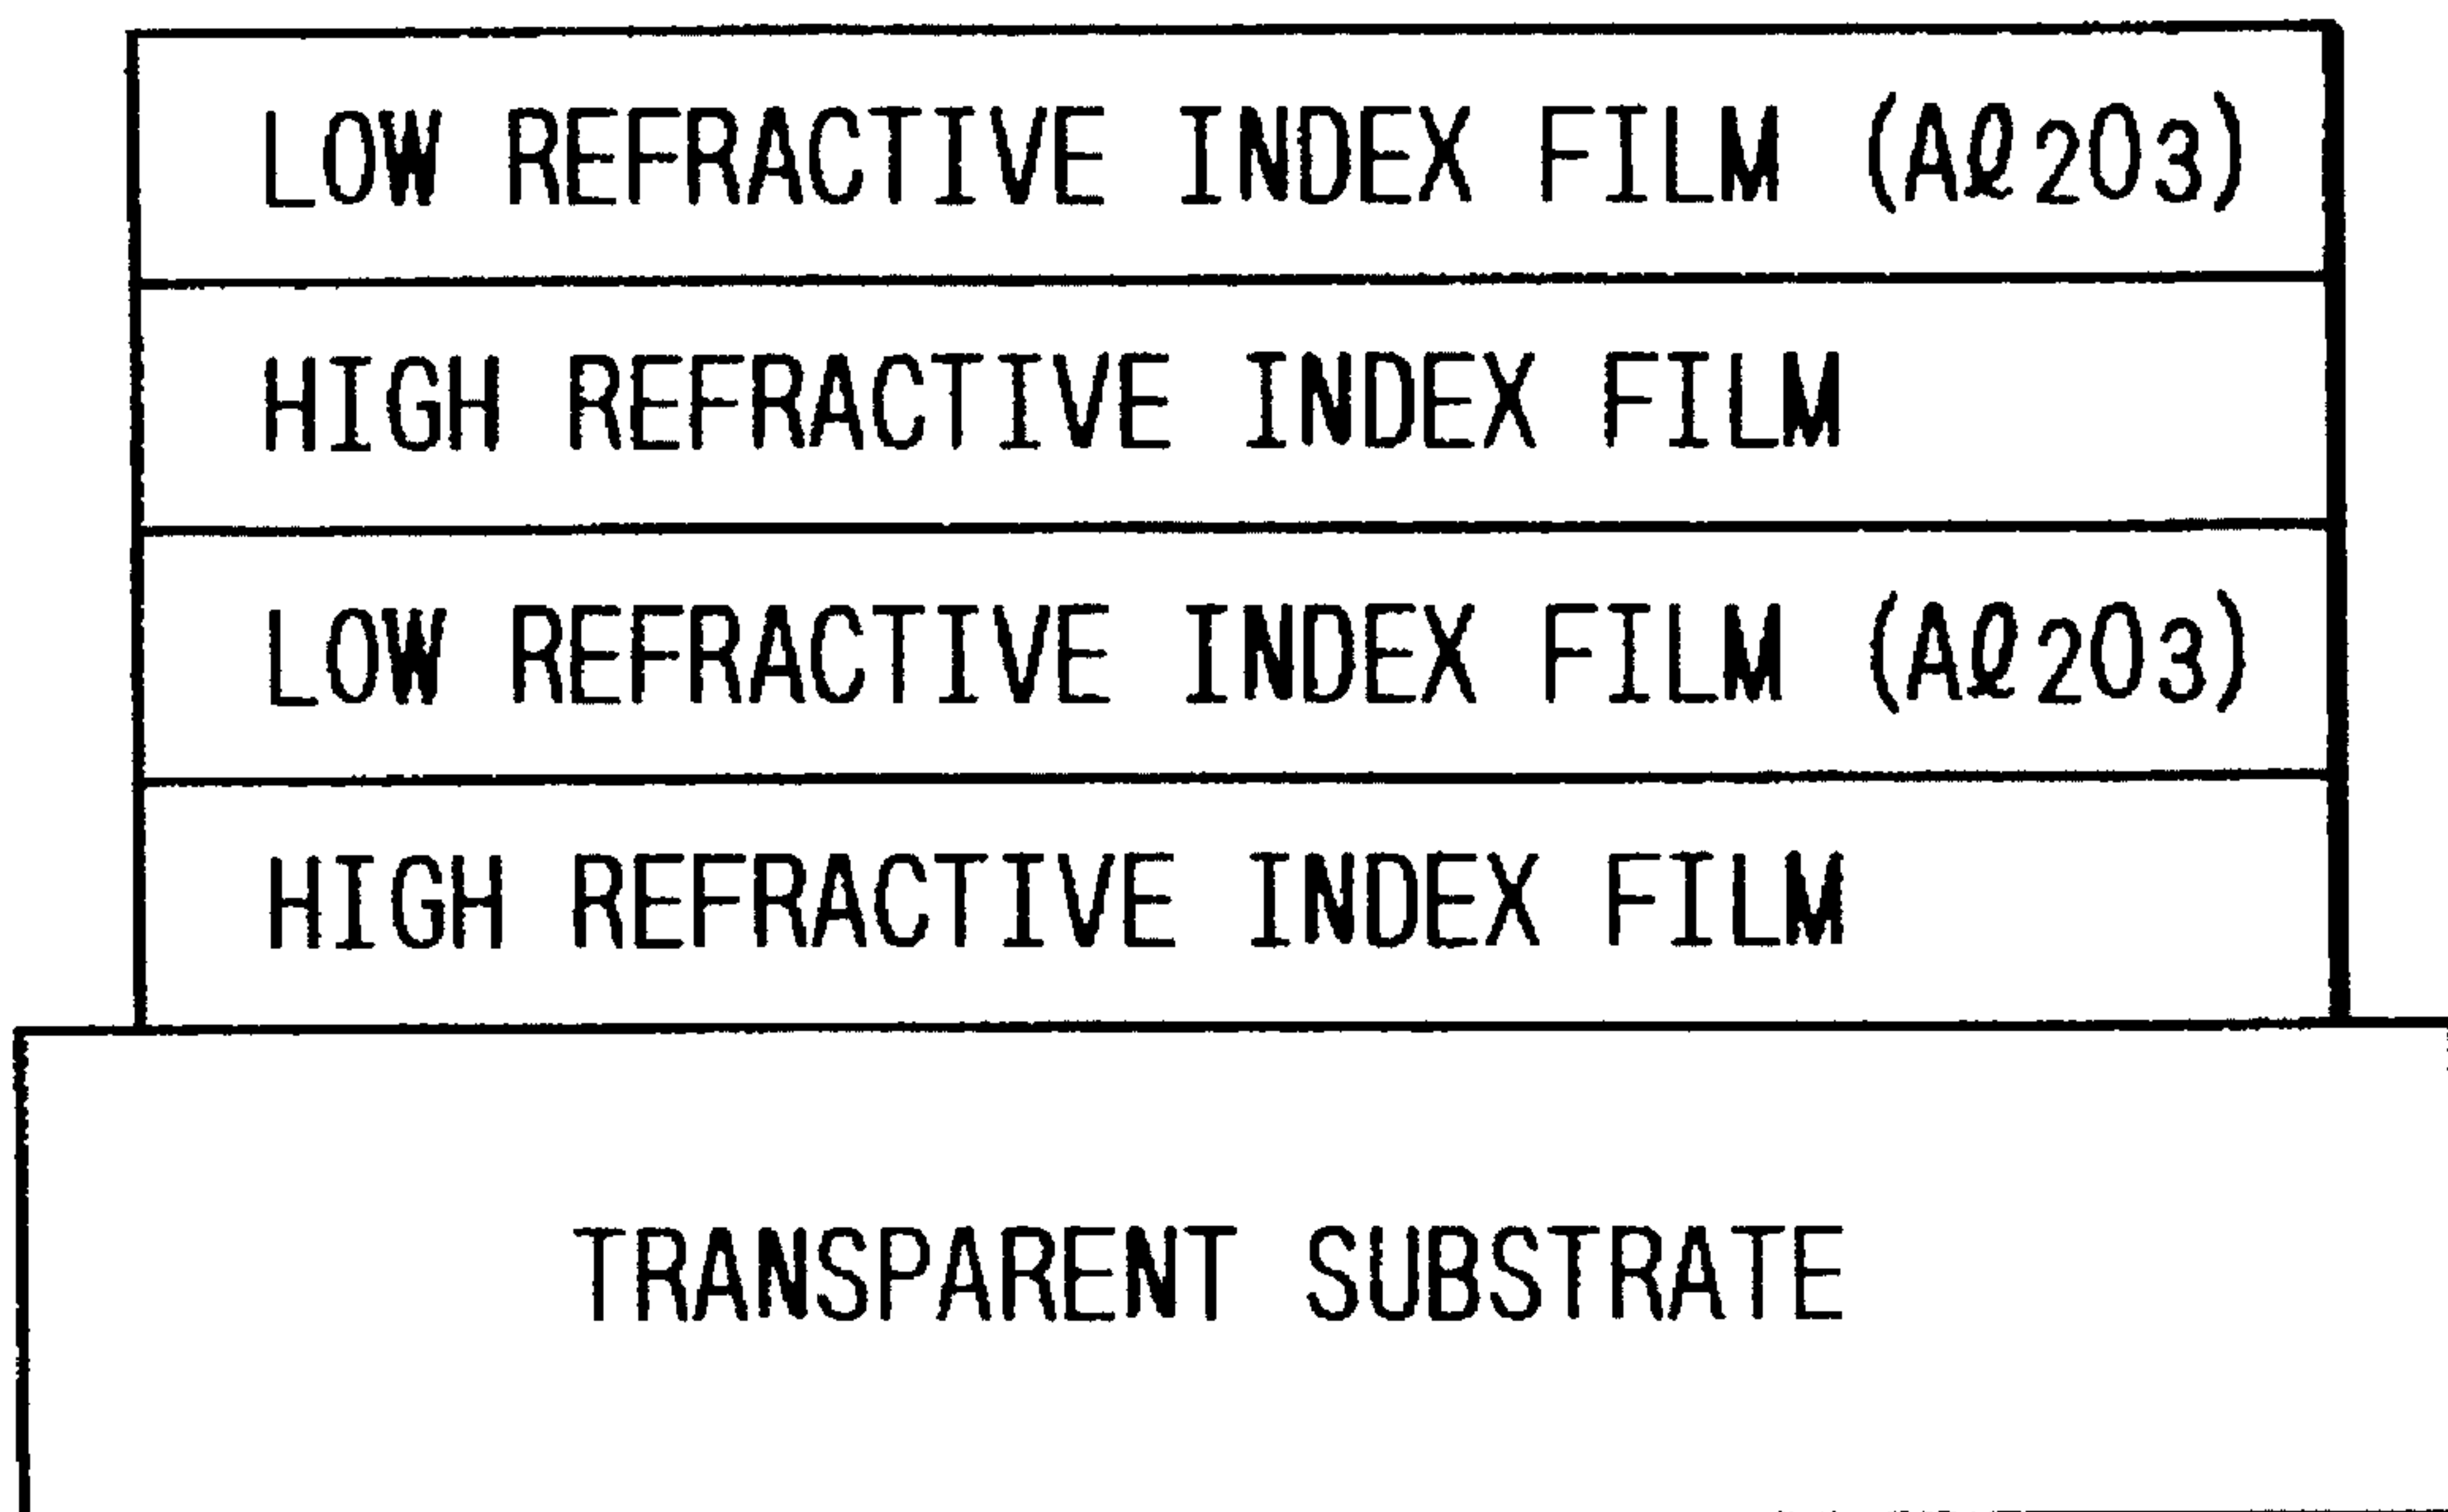 LOW REFRACTIVE INDEX FILM (Aℓ2O3)
HIGH REFRACTIVE INDEX FILM
LOW REFRACTIVE INDEX FILM (Aℓ2O3)
HIGH REFRACTIVE INDEX FILM
TRANSPARENT SUBSTRATE